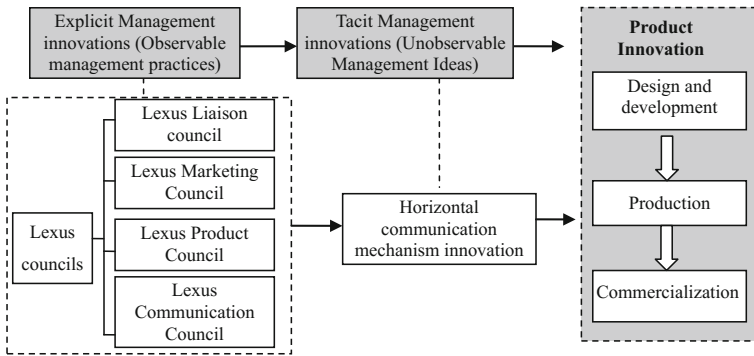 Explicit Management
innovations (Observable
management practices)
Tacit Management
innovations (Unobservable
Management Ideas)
Product
Innovation
Design and
development
Production
Commercialization
Lexus
councils
Lexus Liaison
council
Lexus Marketing
Council
Lexus Product
Council
Lexus
Communication
Council
Horizontal
communication
mechanism innovation